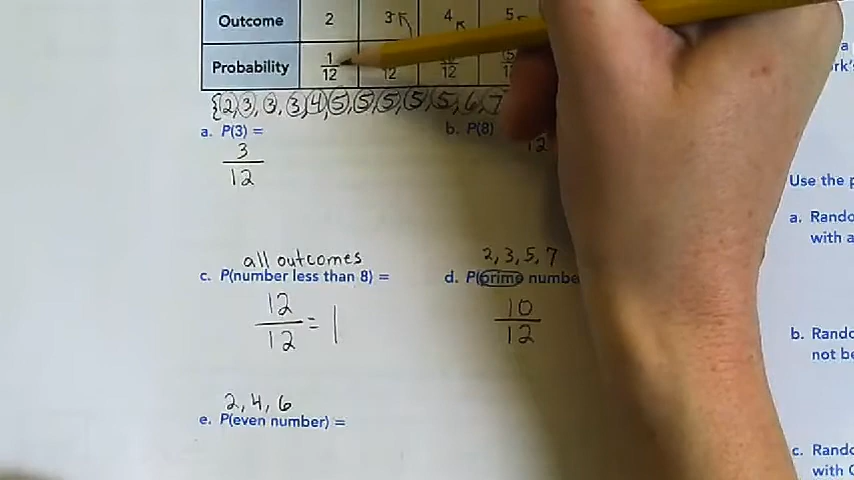 Outcome 2 3 4 5
Probability 1/12 12 12
{2, 3, 3, 3, 4, 5, 5, 5, 5, 5, 6, 7
a. P(3) = b. P(8)
3/12 12
all outcomes 2, 3, 5, 7
c. P(number less than 8) = d. P(prime numbe
12/12 = 1 10/12
2, 4, 6
e. P(even number) =
a
rk's
Use the p
a. Rando
with a
b. Rando
not be
c. Rando
with